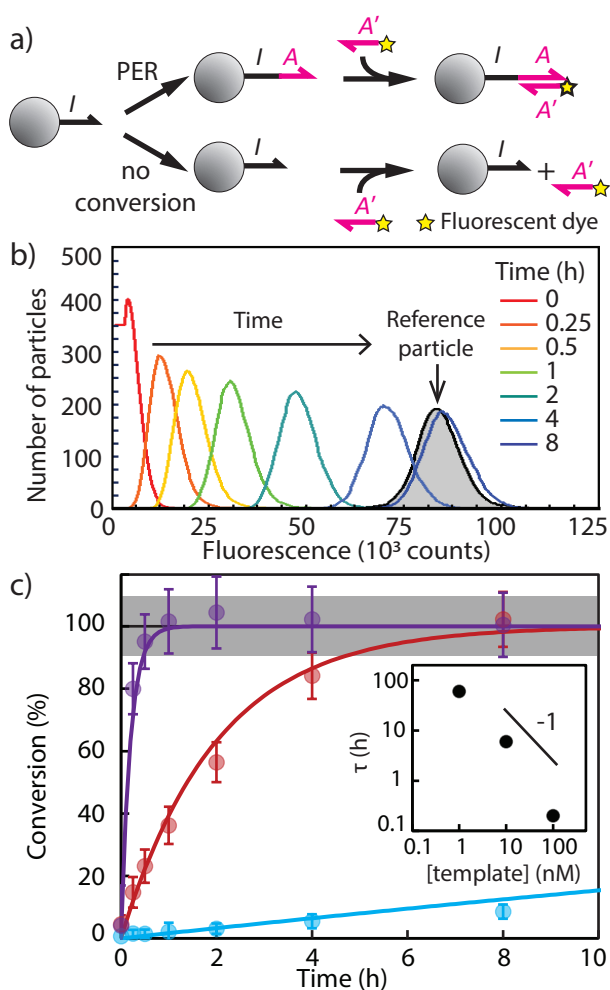 a)
I
PER
I
A
A'
I
A
A'
no
conversion
I
A'
I
+
A'
Fluorescent dye
b)
Number of particles
500
400
300
200
100
0
Time
Reference
particle
Time (h)
0
0.25
0.5
1
2
4
8
0
25
50
75
100
125
Fluorescence (10³ counts)
c)
Conversion (%)
100
80
60
40
20
0
0
2
4
6
8
10
Time (h)
τ (h)
100
10
1
0.1
-1
0.1
1
10
100
[template] (nM)